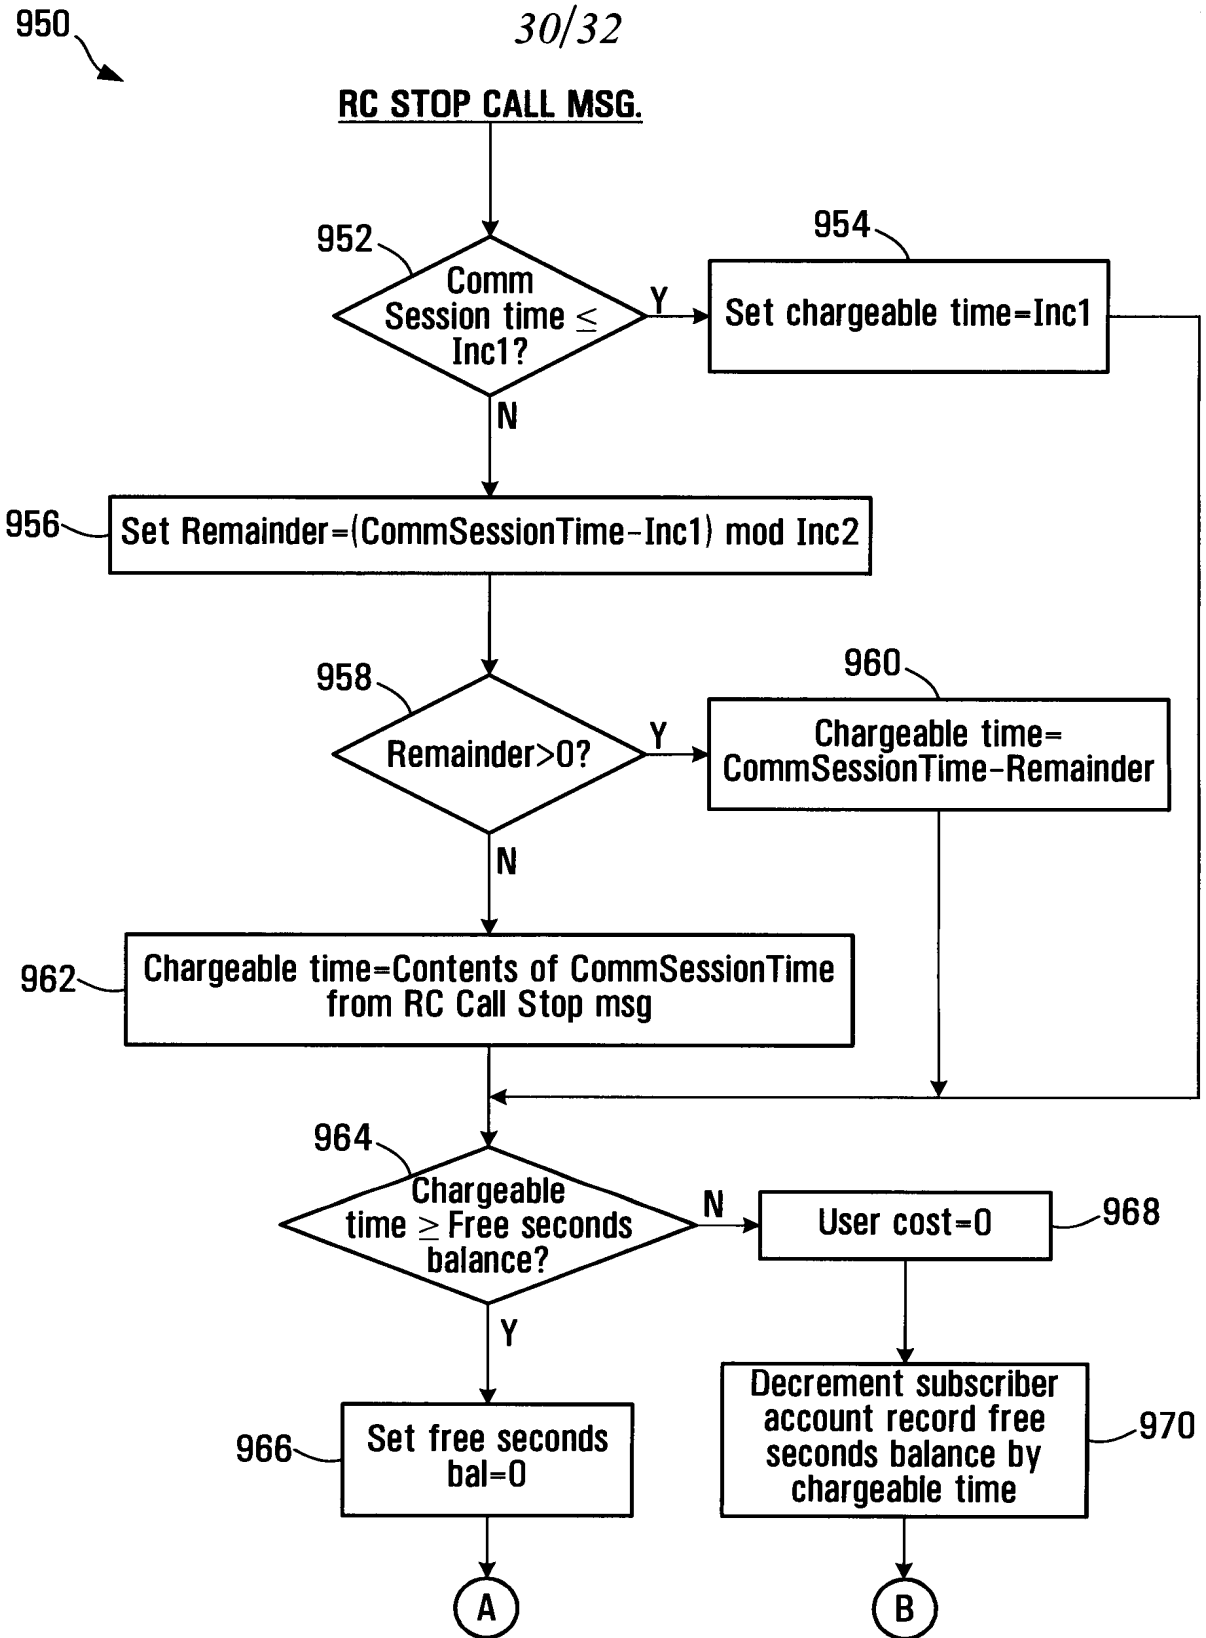 950
30/32
RC STOP CALL MSG.
952
Comm
Session time ≤
Inc1?
Y
N
954
Set chargeable time=Inc1
956
Set Remainder=(CommSessionTime-Inc1) mod Inc2
958
Remainder>0?
Y
N
960
Chargeable time=
CommSessionTime-Remainder
962
Chargeable time=Contents of CommSessionTime
from RC Call Stop msg
964
Chargeable
time ≥ Free seconds
balance?
N
Y
User cost=0
968
966
Set free seconds
bal=0
Decrement subscriber
account record free
seconds balance by
chargeable time
970
A
B